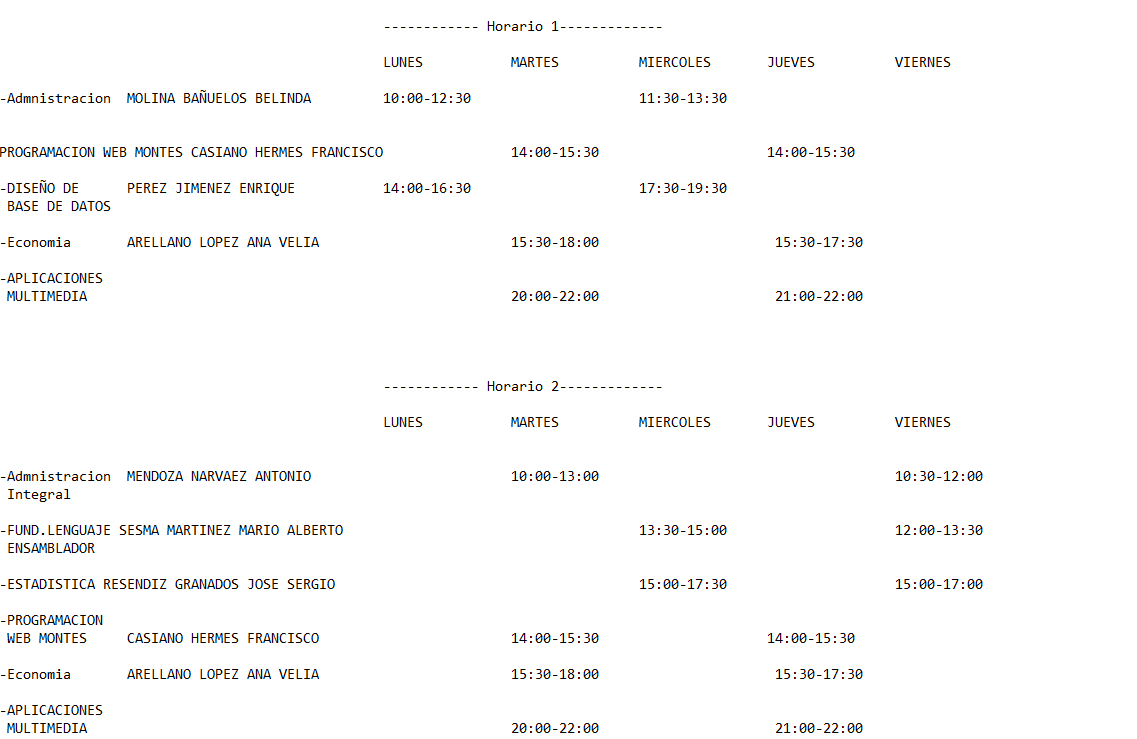 ------------ Horario 1-------------
LUNES MARTES MIERCOLES JUEVES VIERNES
-Admnistracion MOLINA BAÑUELOS BELINDA 10:00-12:30 11:30-13:30
PROGRAMACION WEB MONTES CASIANO HERMES FRANCISCO 14:00-15:30 14:00-15:30
-DISEÑO DE PEREZ JIMENEZ ENRIQUE 14:00-16:30 17:30-19:30
BASE DE DATOS
-Economia ARELLANO LOPEZ ANA VELIA 15:30-18:00 15:30-17:30
-APLICACIONES
MULTIMEDIA 20:00-22:00 21:00-22:00
------------ Horario 2-------------
LUNES MARTES MIERCOLES JUEVES VIERNES
-Admnistracion MENDOZA NARVAEZ ANTONIO 10:00-13:00 10:30-12:00
Integral
-FUND.LENGUAJE SESMA MARTINEZ MARIO ALBERTO 13:30-15:00 12:00-13:30
ENSAMBLADOR
-ESTADISTICA RESENDIZ GRANADOS JOSE SERGIO 15:00-17:30 15:00-17:00
-PROGRAMACION
WEB MONTES CASIANO HERMES FRANCISCO 14:00-15:30 14:00-15:30
-Economia ARELLANO LOPEZ ANA VELIA 15:30-18:00 15:30-17:30
-APLICACIONES
MULTIMEDIA 20:00-22:00 21:00-22:00